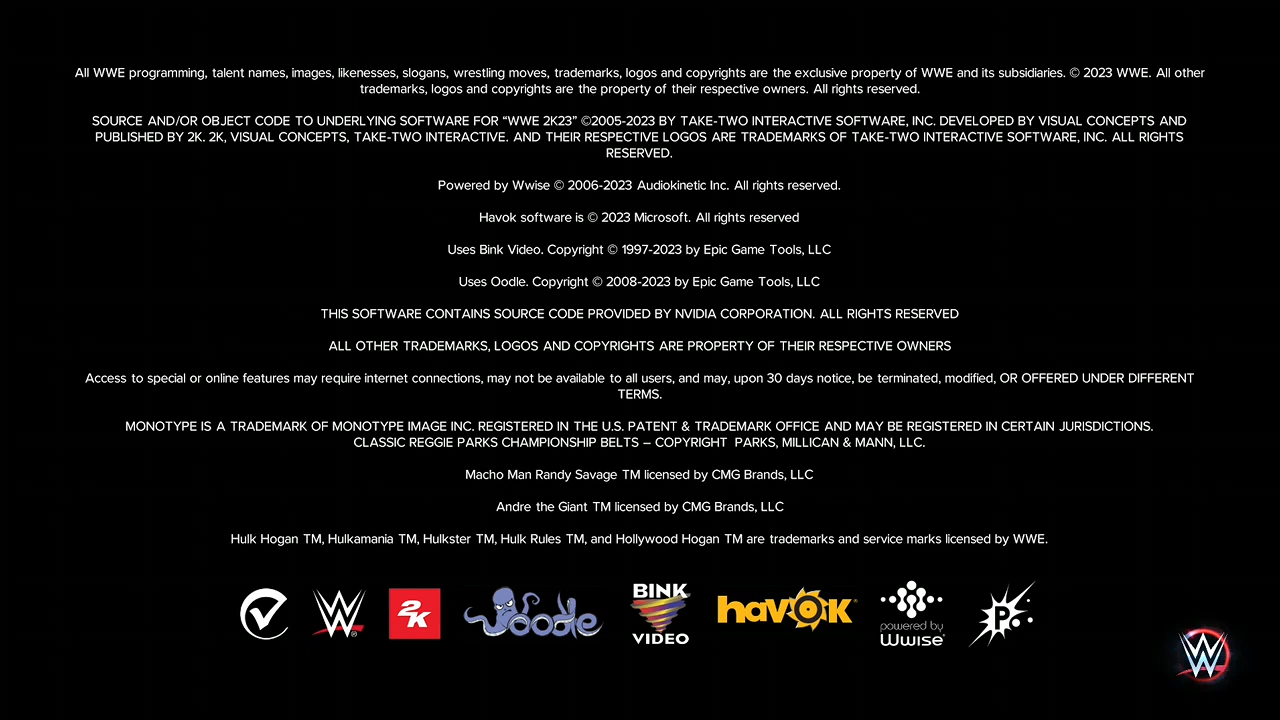 All WWE programming, talent names, images, likenesses, slogans, wrestling moves, trademarks, logos and copyrights are the exclusive property of WWE and its subsidiaries. © 2023 WWE. All other
trademarks, logos and copyrights are the property of their respective owners. All rights reserved.
SOURCE AND/OR OBJECT CODE TO UNDERLYING SOFTWARE FOR “WWE 2K23” ©2005-2023 BY TAKE-TWO INTERACTIVE SOFTWARE, INC. DEVELOPED BY VISUAL CONCEPTS AND
PUBLISHED BY 2K. 2K, VISUAL CONCEPTS, TAKE-TWO INTERACTIVE. AND THEIR RESPECTIVE LOGOS ARE TRADEMARKS OF TAKE-TWO INTERACTIVE SOFTWARE, INC. ALL RIGHTS
RESERVED.
Powered by Wwise © 2006-2023 Audiokinetic Inc. All rights reserved.
Havok software is © 2023 Microsoft. All rights reserved
Uses Bink Video. Copyright © 1997-2023 by Epic Game Tools, LLC
Uses Oodle. Copyright © 2008-2023 by Epic Game Tools, LLC
THIS SOFTWARE CONTAINS SOURCE CODE PROVIDED BY NVIDIA CORPORATION. ALL RIGHTS RESERVED
ALL OTHER TRADEMARKS, LOGOS AND COPYRIGHTS ARE PROPERTY OF THEIR RESPECTIVE OWNERS
Access to special or online features may require internet connections, may not be available to all users, and may, upon 30 days notice, be terminated, modified, OR OFFERED UNDER DIFFERENT
TERMS.
MONOTYPE IS A TRADEMARK OF MONOTYPE IMAGE INC. REGISTERED IN THE U.S. PATENT & TRADEMARK OFFICE AND MAY BE REGISTERED IN CERTAIN JURISDICTIONS.
CLASSIC REGGIE PARKS CHAMPIONSHIP BELTS – COPYRIGHT PARKS, MILLICAN & MANN, LLC.
Macho Man Randy Savage TM licensed by CMG Brands, LLC
Andre the Giant TM licensed by CMG Brands, LLC
Hulk Hogan TM, Hulkamania TM, Hulkster TM, Hulk Rules TM, and Hollywood Hogan TM are trademarks and service marks licensed by WWE.
W® 2K oodle BINK VIDEO havok® powered by Wwise® P
W